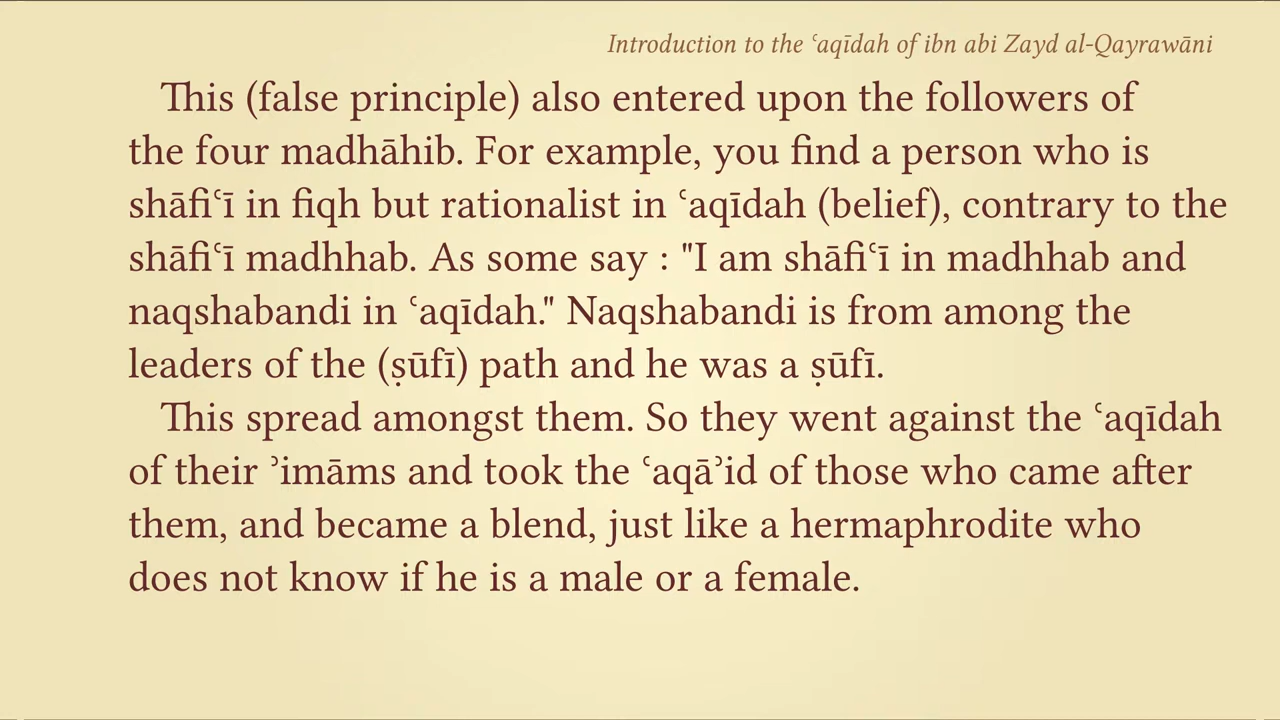 Introduction to the ʿaqīdah of ibn abi Zayd al-Qayrawāni
This (false principle) also entered upon the followers of
the four madhāhib. For example, you find a person who is
shāfiʿī in fiqh but rationalist in ʿaqīdah (belief), contrary to the
shāfiʿī madhhab. As some say : "I am shāfiʿī in madhhab and
naqshabandi in ʿaqīdah." Naqshabandi is from among the
leaders of the (ṣūfī) path and he was a ṣūfī.
This spread amongst them. So they went against the ʿaqīdah
of their ʾimāms and took the ʿaqāʾid of those who came after
them, and became a blend, just like a hermaphrodite who
does not know if he is a male or a female.